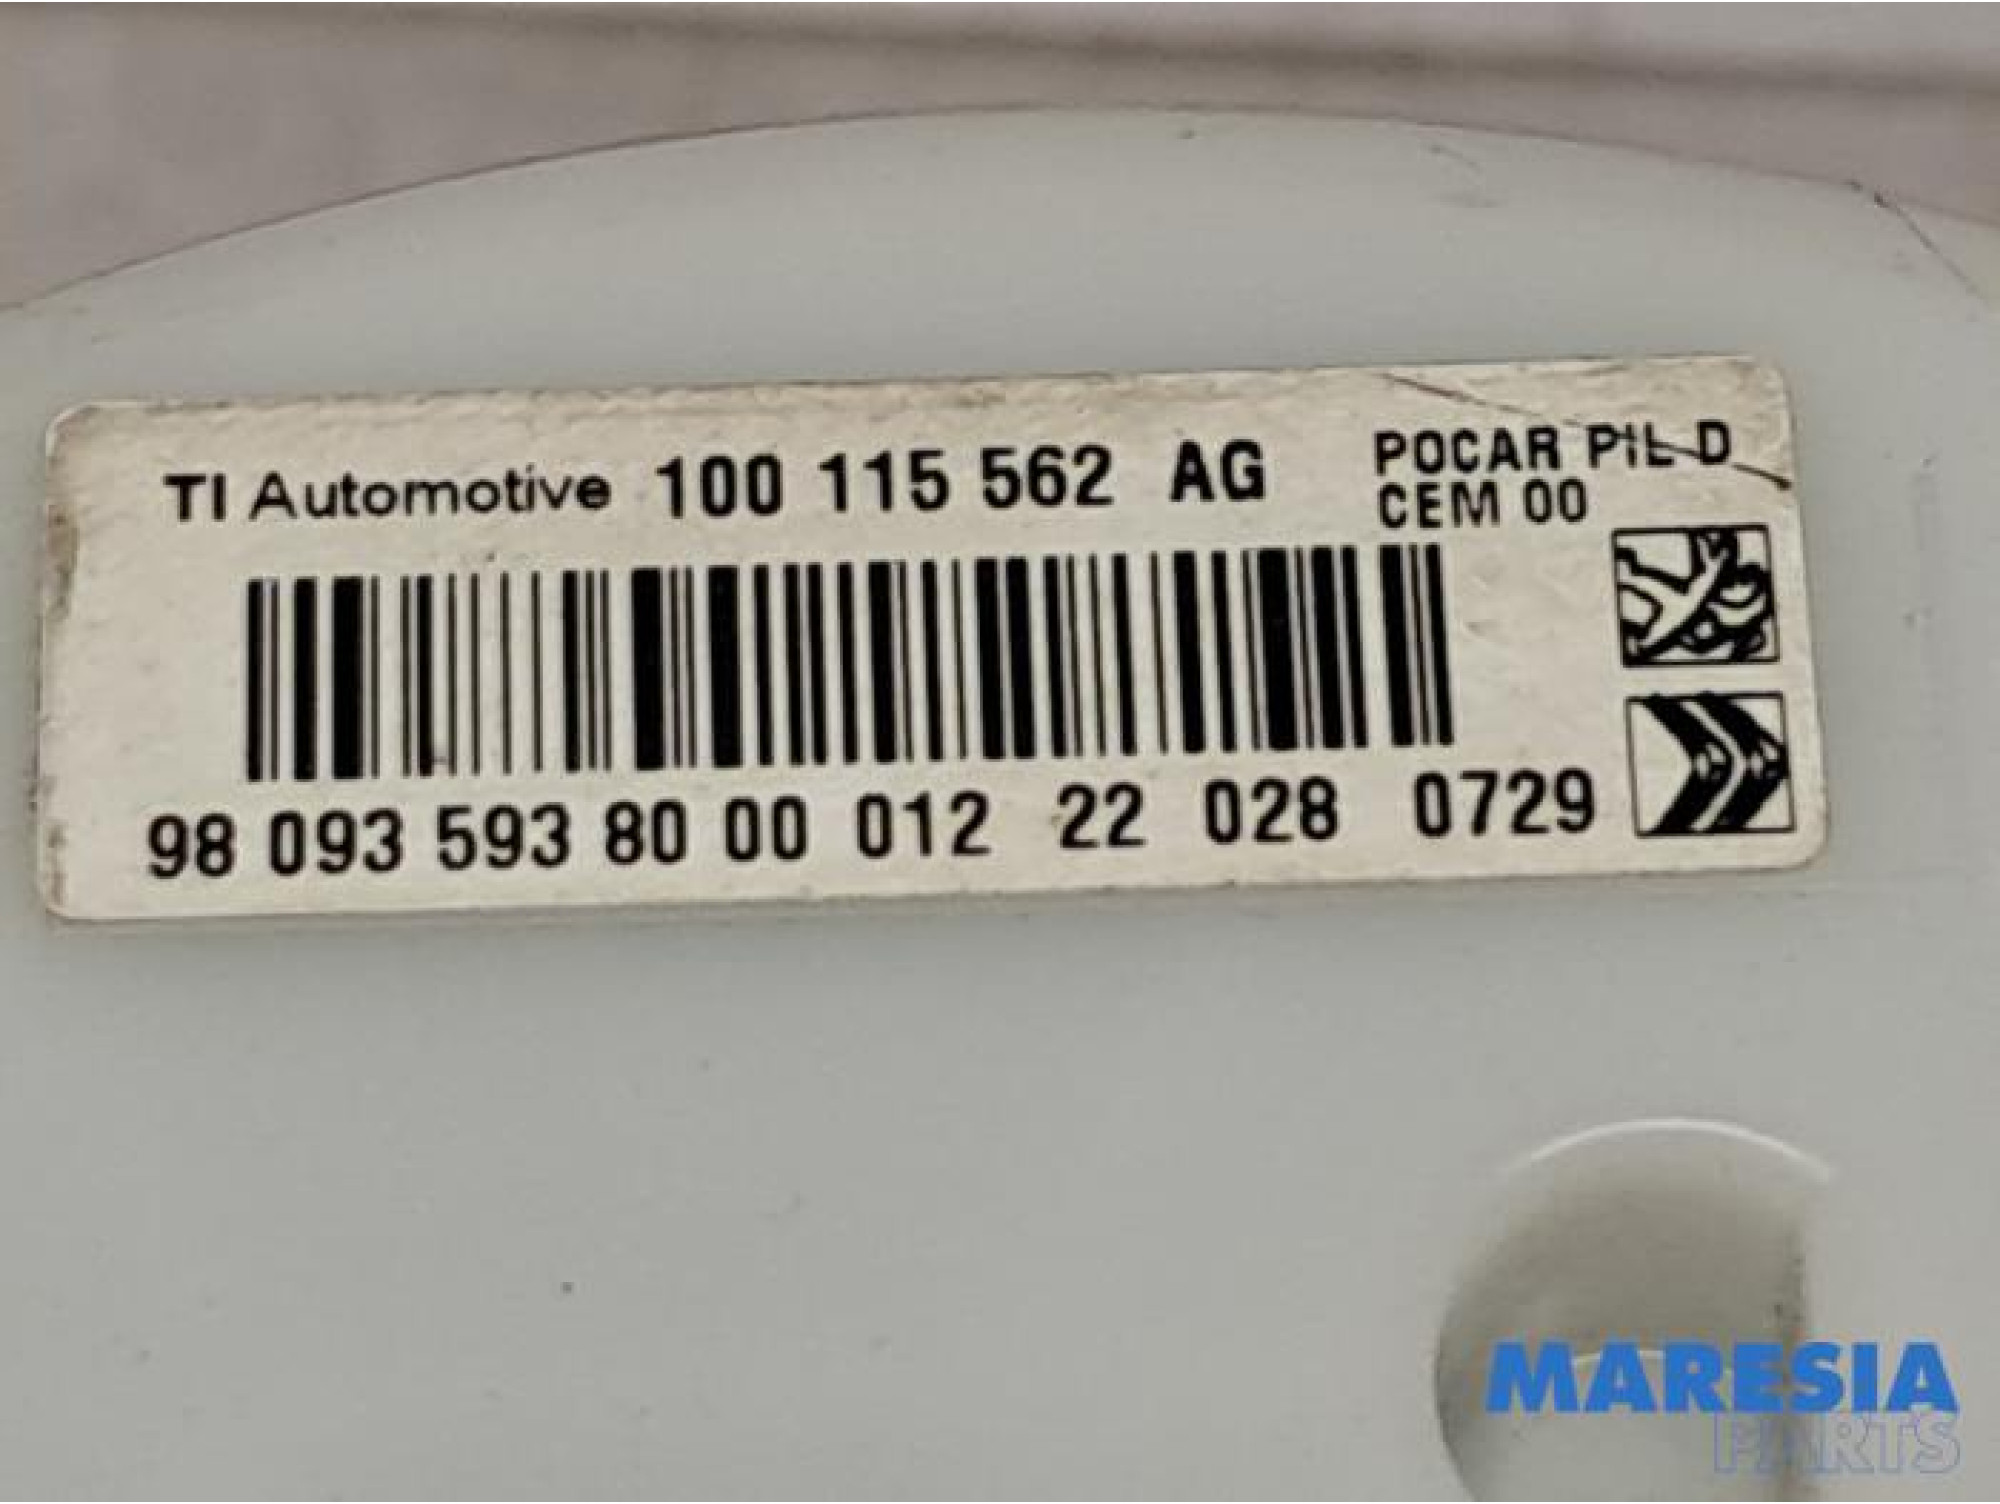 TI Automotive 100 115 562 AG
POCAR PIL D
CEM 00
98 093 593 80 00 012 22 028 0729
MARESIA
PARTS